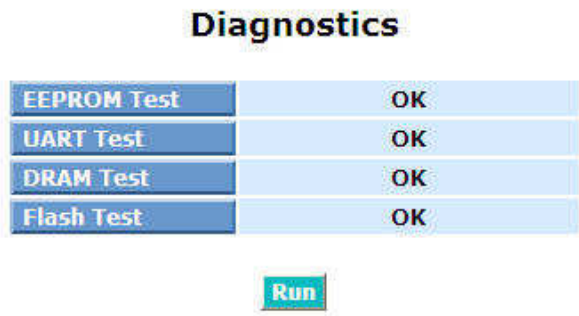 Diagnostics
EEPROM Test OK
UART Test OK
DRAM Test OK
Flash Test OK
Run